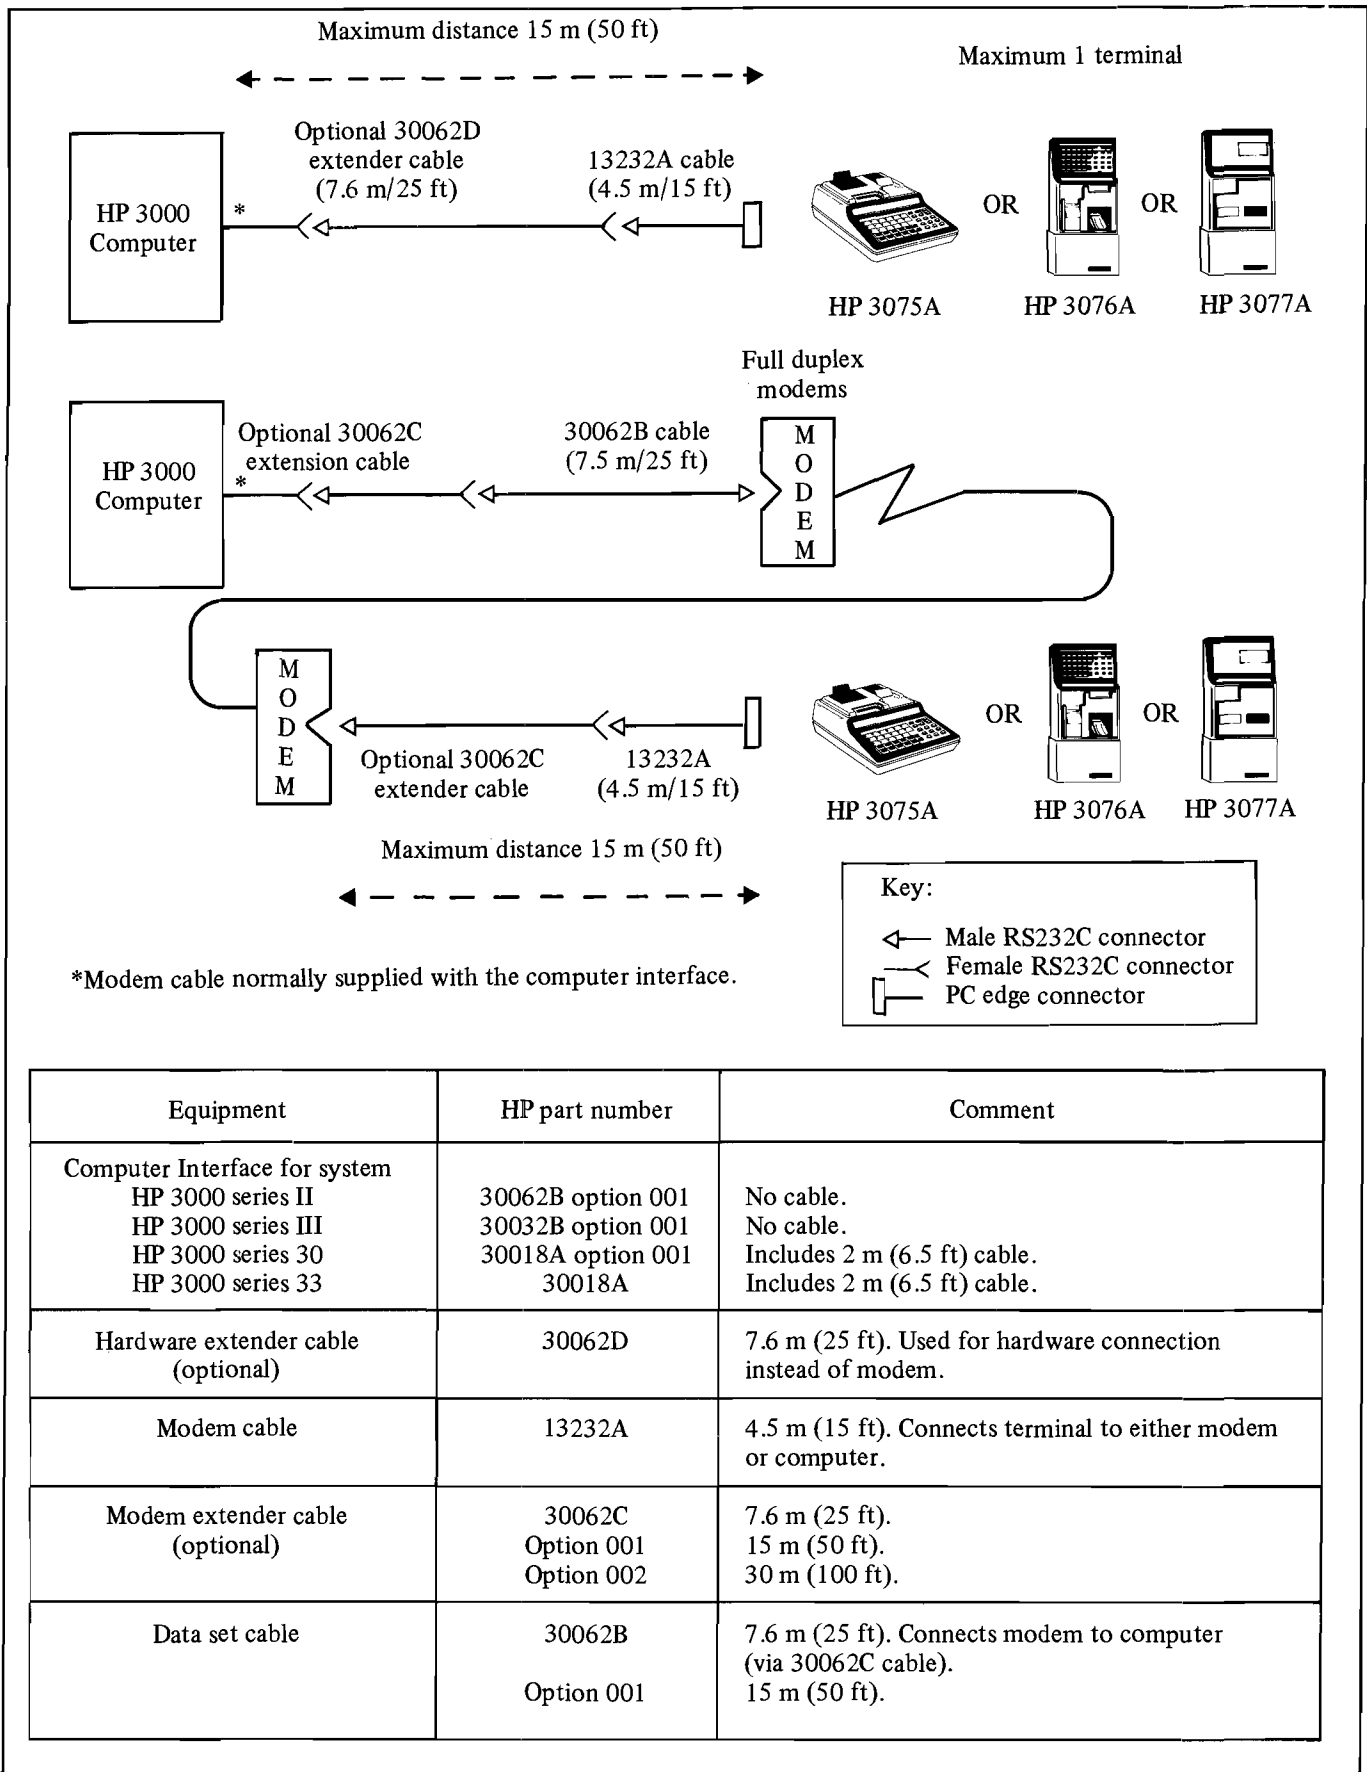 Maximum distance 15 m (50 ft)
Maximum 1 terminal
Optional 30062D
extender cable
(7.6 m/25 ft)
13232A cable
(4.5 m/15 ft)
HP 3000
Computer
*
OR
OR
HP 3075A
HP 3076A
HP 3077A
Full duplex
modems
HP 3000
Computer
Optional 30062C
extension cable
*
30062B cable
(7.5 m/25 ft)
M
O
D
E
M
M
O
D
E
M
Optional 30062C
extender cable
13232A
(4.5 m/15 ft)
OR
OR
HP 3075A
HP 3076A
HP 3077A
Maximum distance 15 m (50 ft)
Key:
Male RS232C connector
Female RS232C connector
PC edge connector
*Modem cable normally supplied with the computer interface.
Equipment HP part number Comment
Computer Interface for system
HP 3000 series II 30062B option 001 No cable.
HP 3000 series III 30032B option 001 No cable.
HP 3000 series 30 30018A option 001 Includes 2 m (6.5 ft) cable.
HP 3000 series 33 30018A Includes 2 m (6.5 ft) cable.
Hardware extender cable 30062D 7.6 m (25 ft). Used for hardware connection
(optional) instead of modem.
Modem cable 13232A 4.5 m (15 ft). Connects terminal to either modem
or computer.
Modem extender cable 30062C 7.6 m (25 ft).
(optional) Option 001 15 m (50 ft).
Option 002 30 m (100 ft).
Data set cable 30062B 7.6 m (25 ft). Connects modem to computer
(via 30062C cable).
Option 001 15 m (50 ft).